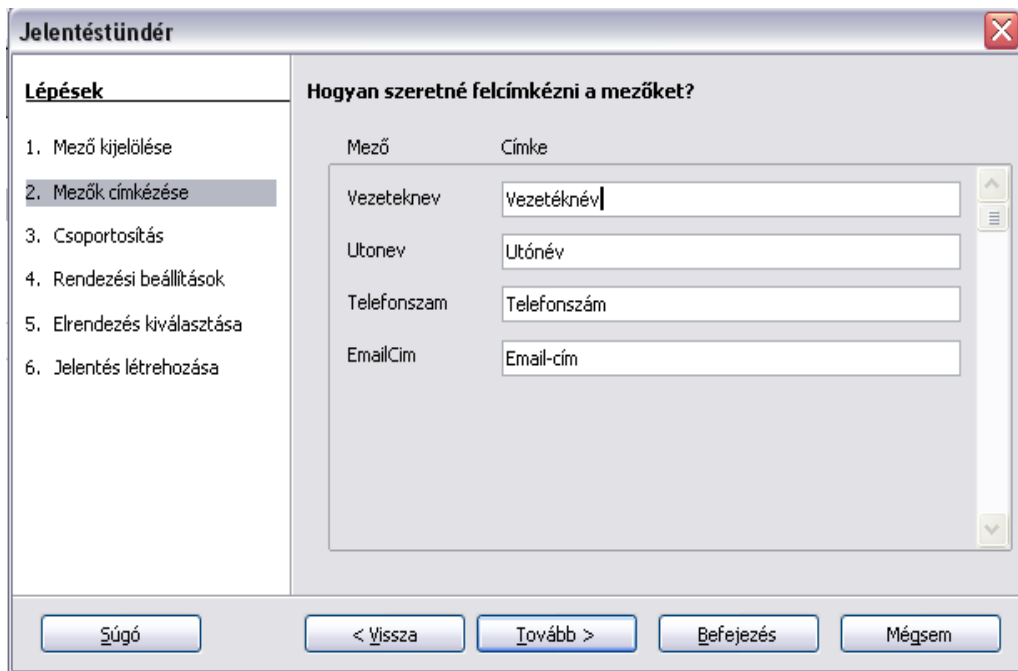 Jelentéstündér
Lépések
1. Mező kijelölése
2. Mezők címkézése
3. Csoportosítás
4. Rendezési beállítások
5. Elrendezés kiválasztása
6. Jelentés létrehozása
Hogyan szeretné felcímkézni a mezőket?
Mező Címke
Vezeteknev Vezetéknév
Utonev Utónév
Telefonszam Telefonszám
EmailCim Email-cím
Súgó < Vissza Tovább > Befejezés Mégsem